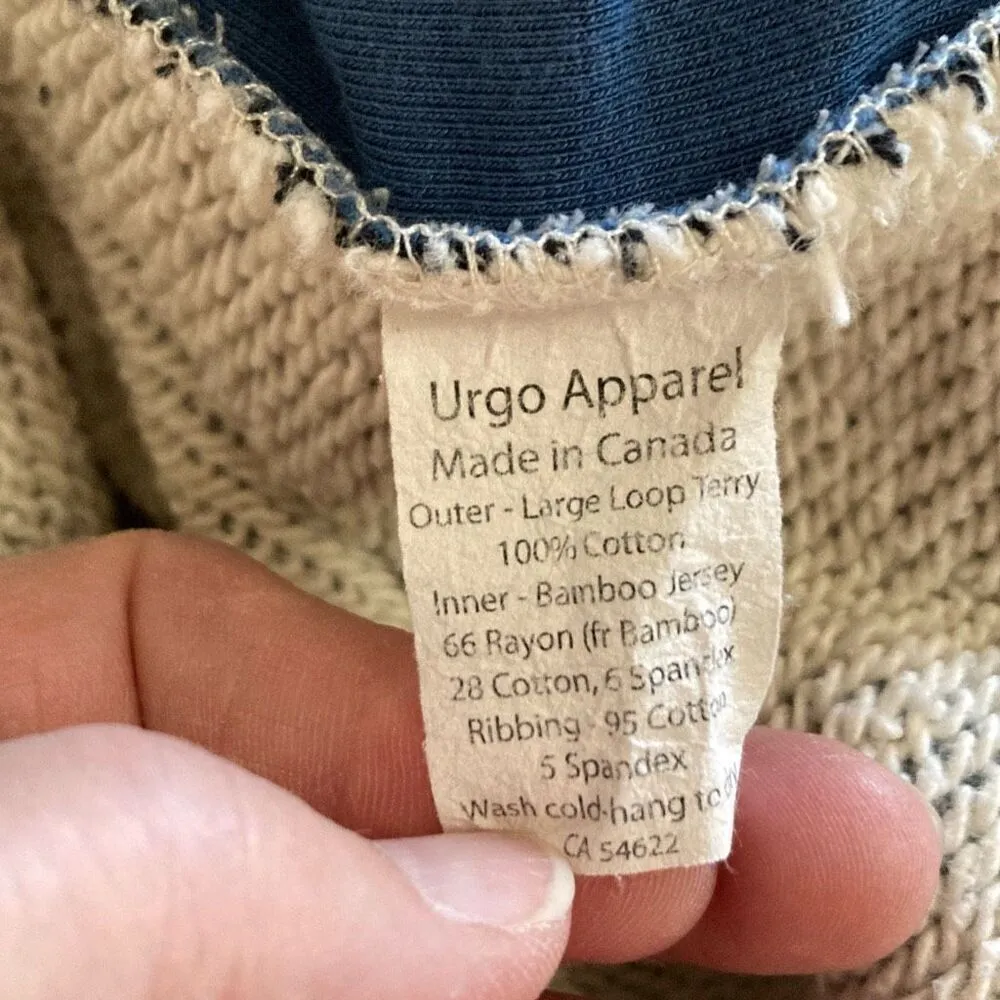 Urgo Apparel
Made in Canada
Outer - Large Loop Terry
100% Cotton
Inner - Bamboo Jersey
66 Rayon (fr Bamboo)
28 Cotton, 6 Spandex
Ribbing - 95 Cotton
5 Spandex
Wash cold-hang to dry
CA 54622